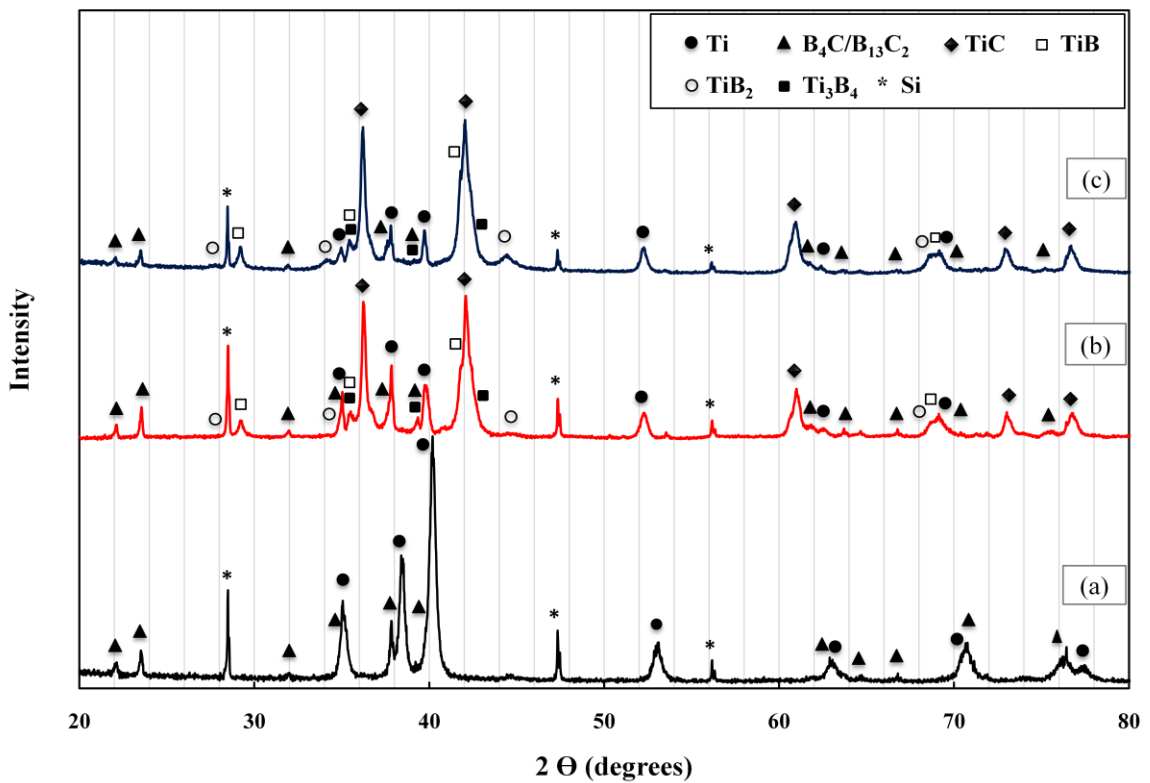 ● Ti ▲ B₄C/B₁₃C₂ ◆ TiC □ TiB
○ TiB₂ ■ Ti₃B₄ * Si
(c)
(b)
(a)
Intensity
20 30 40 50 60 70 80
2 Ө (degrees)